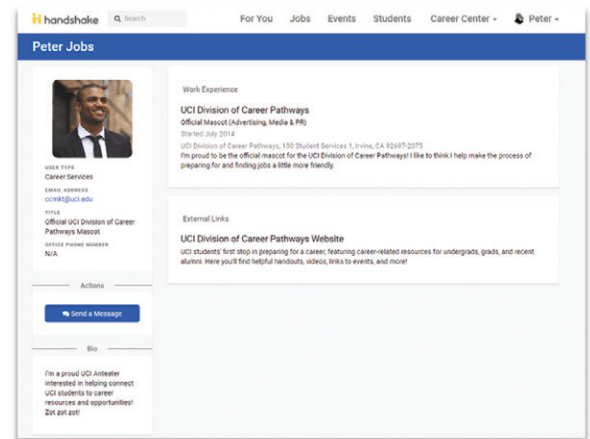 handshake
Search
For You
Jobs
Events
Students
Career Center
Peter
Peter Jobs
USER TYPE
Career Services
EMAIL ADDRESS
ccmkt@uci.edu
TITLE
Official UCI Division of Career
Pathways Mascot
OFFICE PHONE NUMBER
N/A
Actions
Send a Message
Bio
I'm a proud UCI Anteater
interested in helping connect
UCI students to career
resources and opportunities!
Zot zot zot!
Work Experience
UCI Division of Career Pathways
Official Mascot (Advertising, Media & PR)
Started July 2014
UCI Division of Career Pathways, 100 Student Services 1, Irvine, CA 92697-2075
I'm proud to be the official mascot for the UCI Division of Career Pathways! I like to think I help make the process of
preparing for and finding jobs a little more friendly.
External Links
UCI Division of Career Pathways Website
UCI students' first stop in preparing for a career, featuring career-related resources for undergrads, grads, and recent
alumni. Here you'll find helpful handouts, videos, links to events, and more!